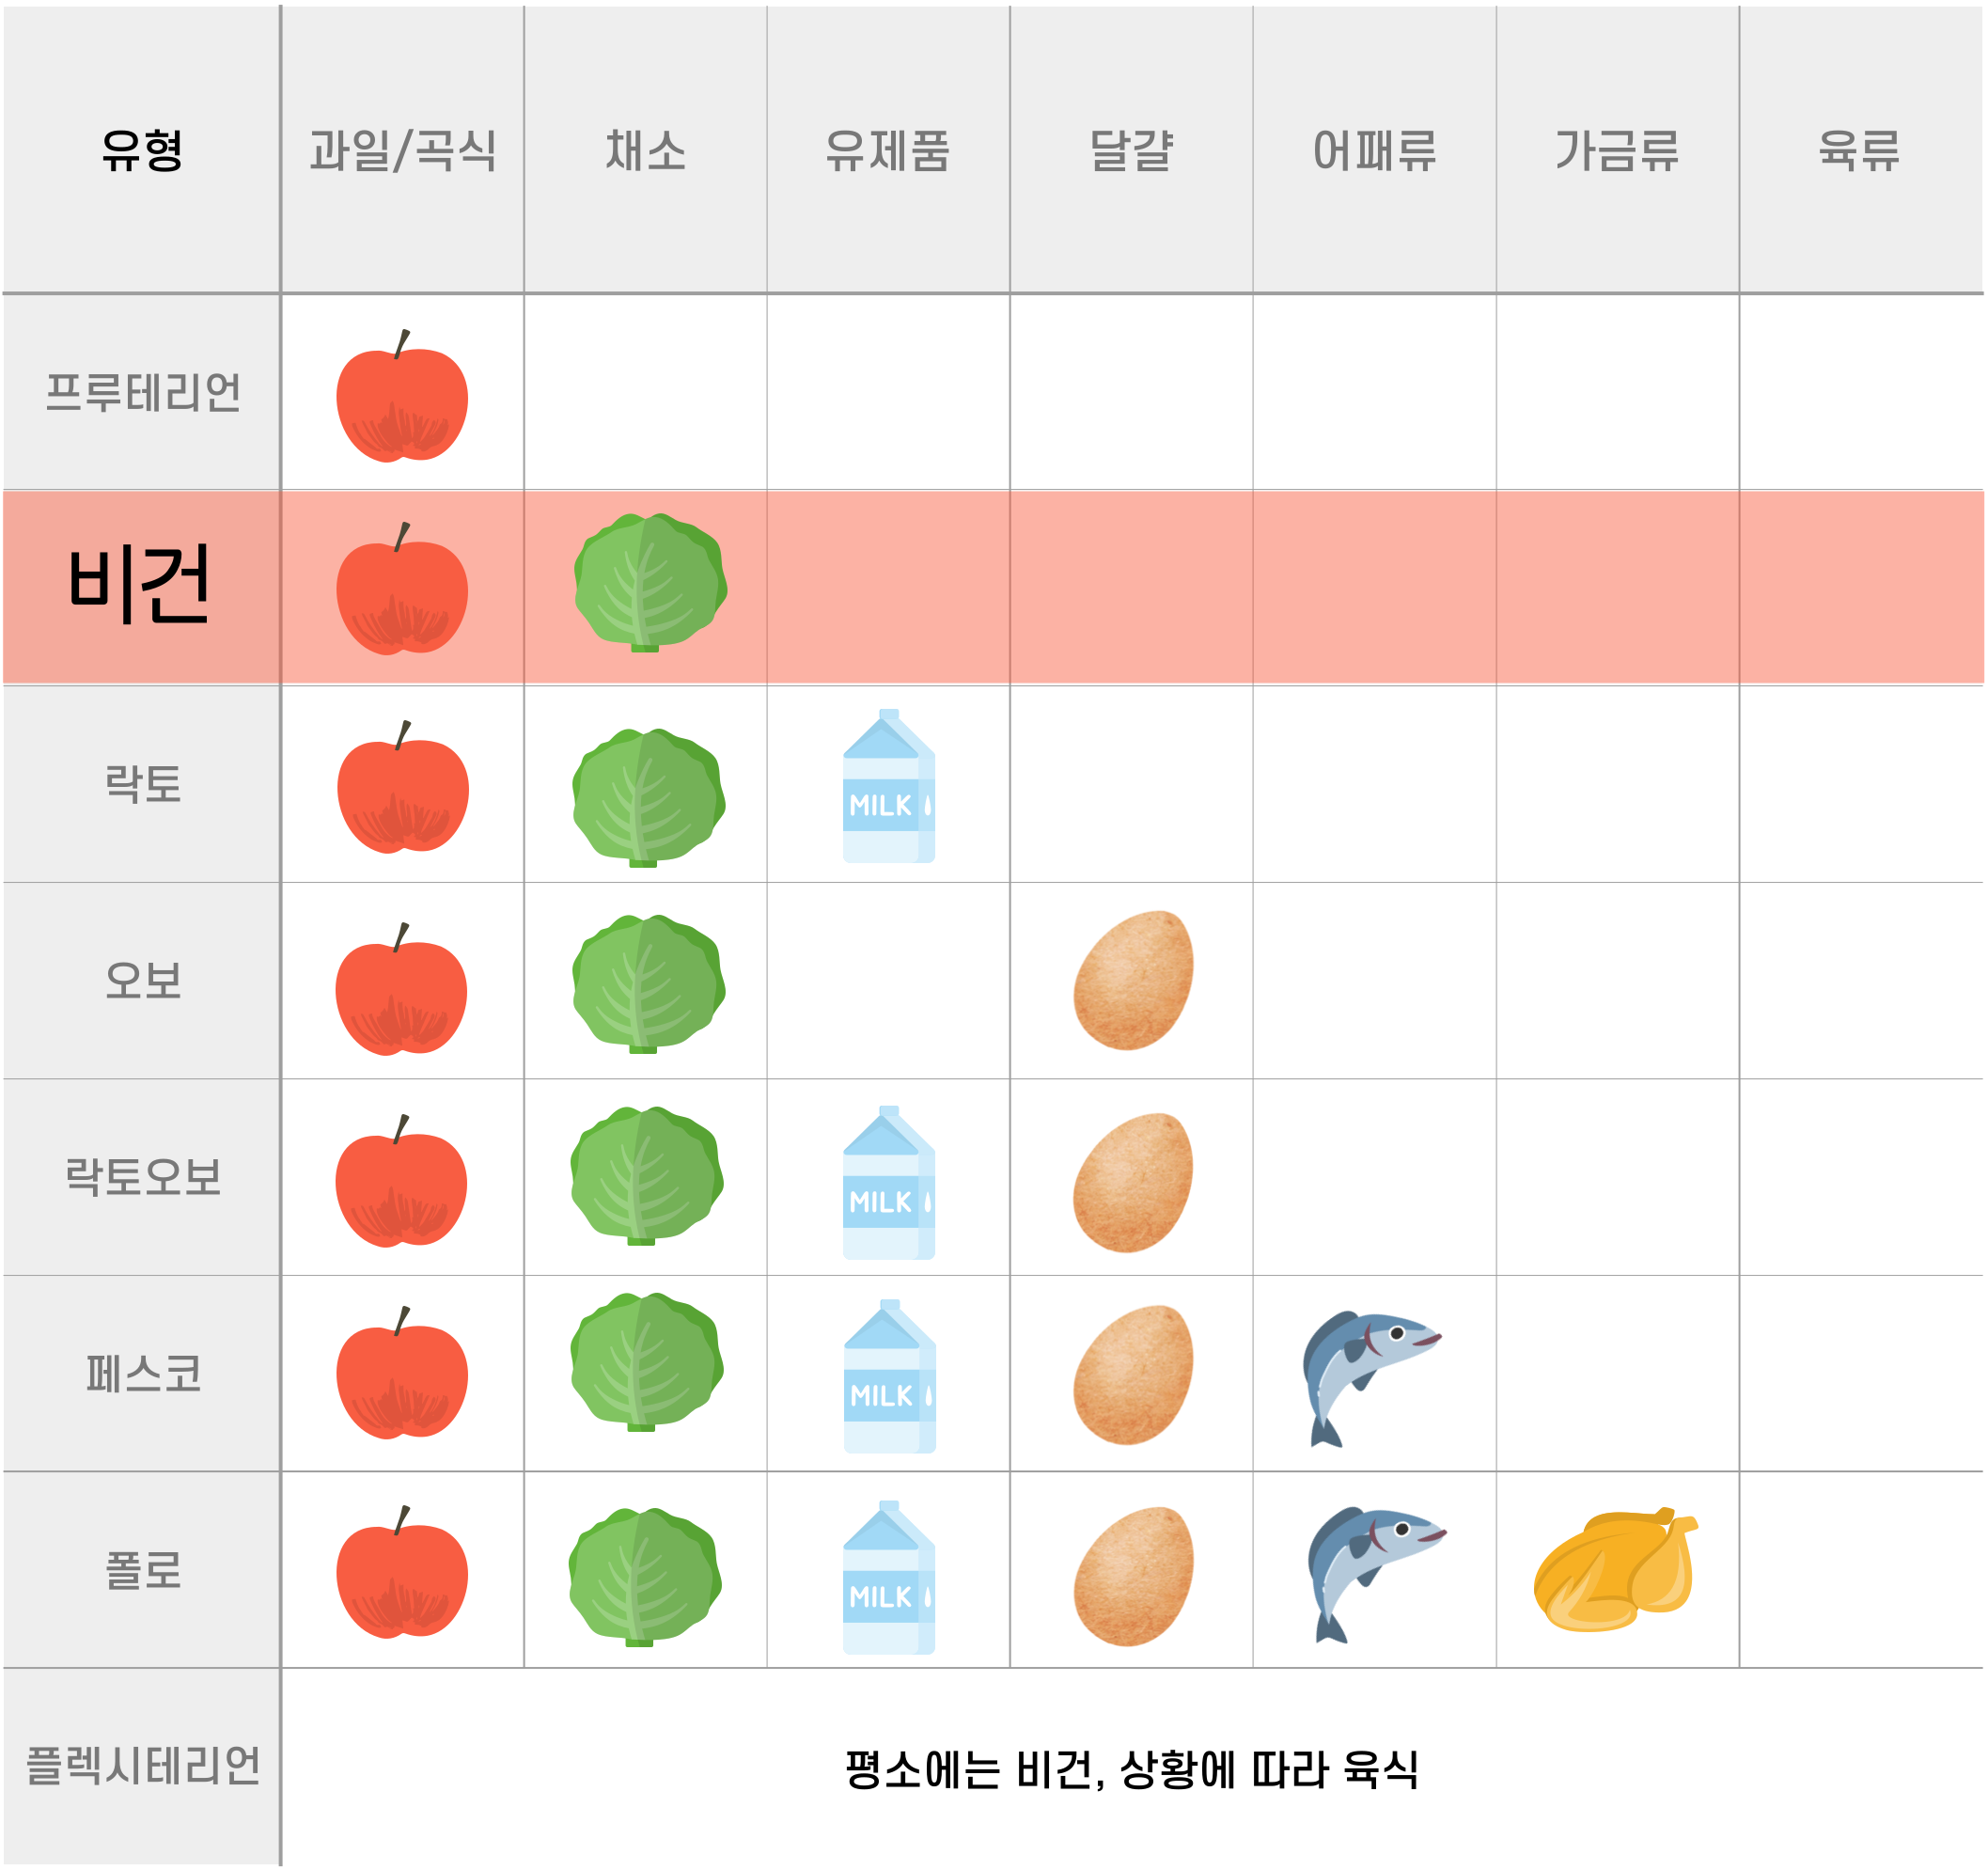 유형 과일/곡식 채소 유제품 달걀 어패류 가금류 육류
프루테리언
비건
락토
MILK
오보
락토오보
MILK
페스코
MILK
폴로
MILK
플렉시테리언
평소에는 비건, 상황에 따라 육식